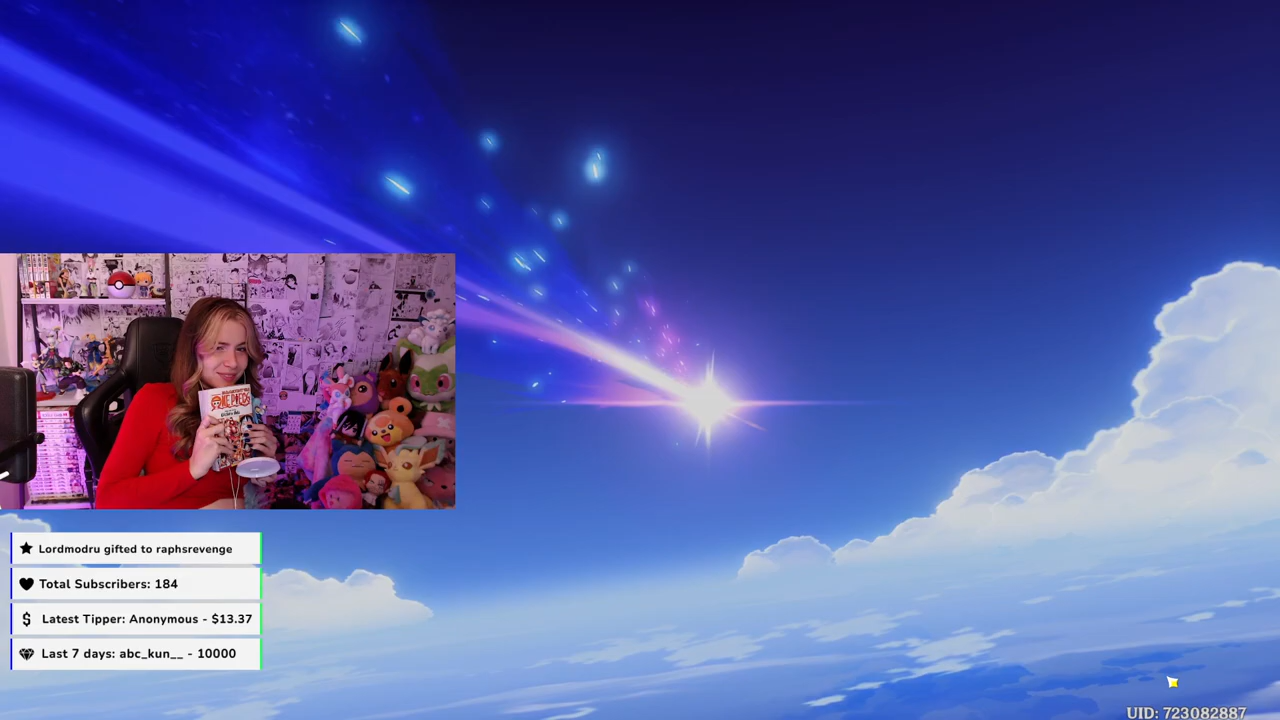 ONE PIECE
Lordmodru gifted to raphsrevenge
Total Subscribers: 184
$ Latest Tipper: Anonymous - $13.37
Last 7 days: abc_kun__ - 10000
UID: 723082887